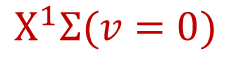 X¹Σ(v = 0)